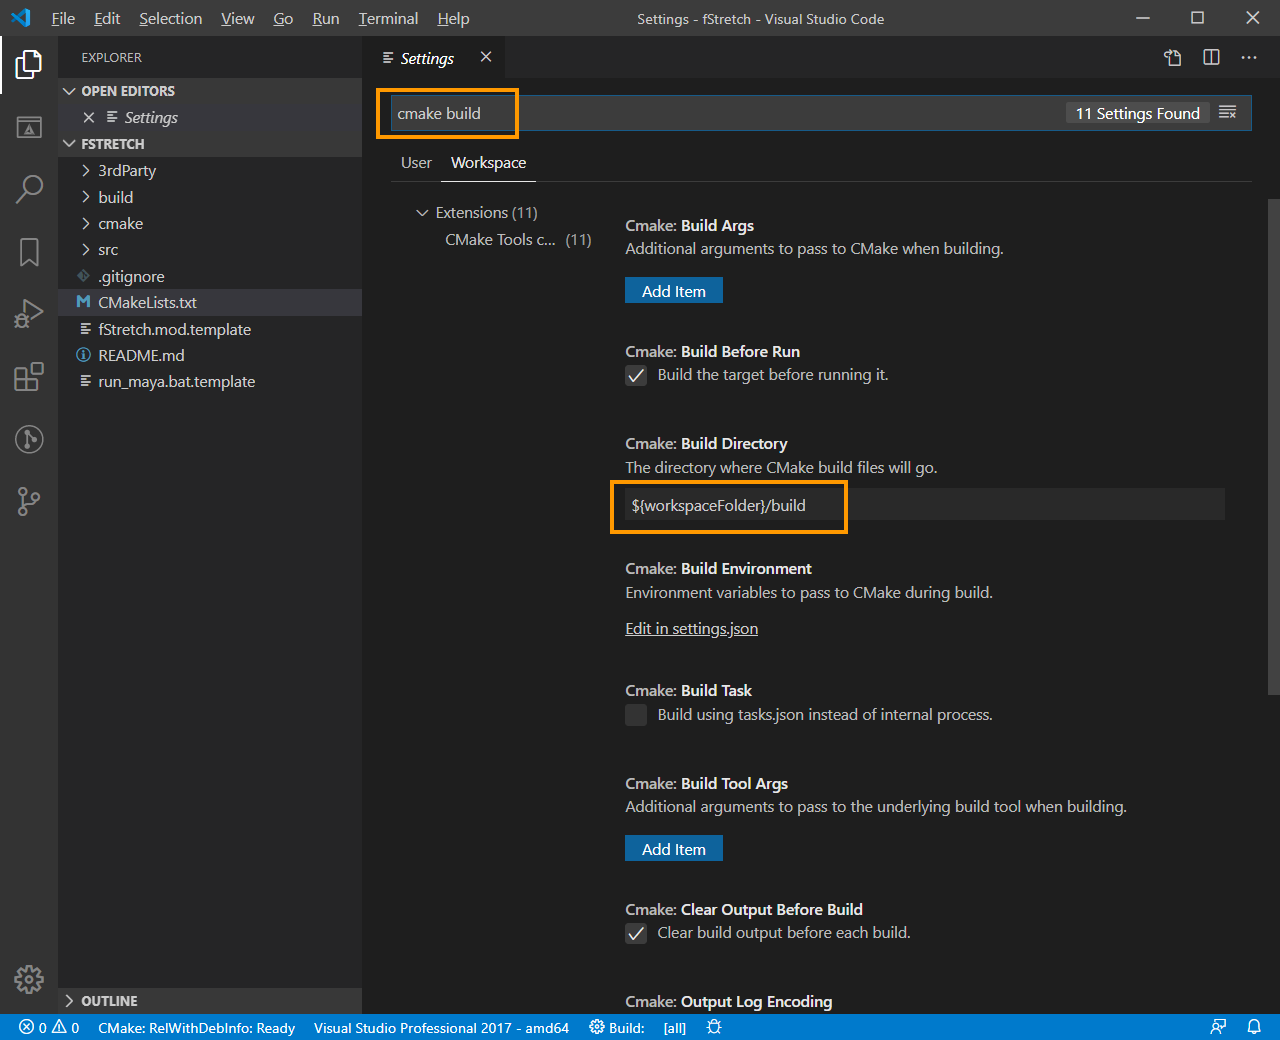 File Edit Selection View Go Run Terminal Help Settings - fStretch - Visual Studio Code
EXPLORER
Settings
OPEN EDITORS
Settings
FSTRETCH
3rdParty
build
cmake
src
.gitignore
CMakeLists.txt
fStretch.mod.template
README.md
run_maya.bat.template
OUTLINE
cmake build
11 Settings Found
User Workspace
Extensions (11)
CMake Tools c... (11)
Cmake: Build Args
Additional arguments to pass to CMake when building.
Add Item
Cmake: Build Before Run
Build the target before running it.
Cmake: Build Directory
The directory where CMake build files will go.
${workspaceFolder}/build
Cmake: Build Environment
Environment variables to pass to CMake during build.
Edit in settings.json
Cmake: Build Task
Build using tasks.json instead of internal process.
Cmake: Build Tool Args
Additional arguments to pass to the underlying build tool when building.
Add Item
Cmake: Clear Output Before Build
Clear build output before each build.
Cmake: Output Log Encoding
0 0 CMake: RelWithDebInfo: Ready Visual Studio Professional 2017 - amd64 Build: [all]